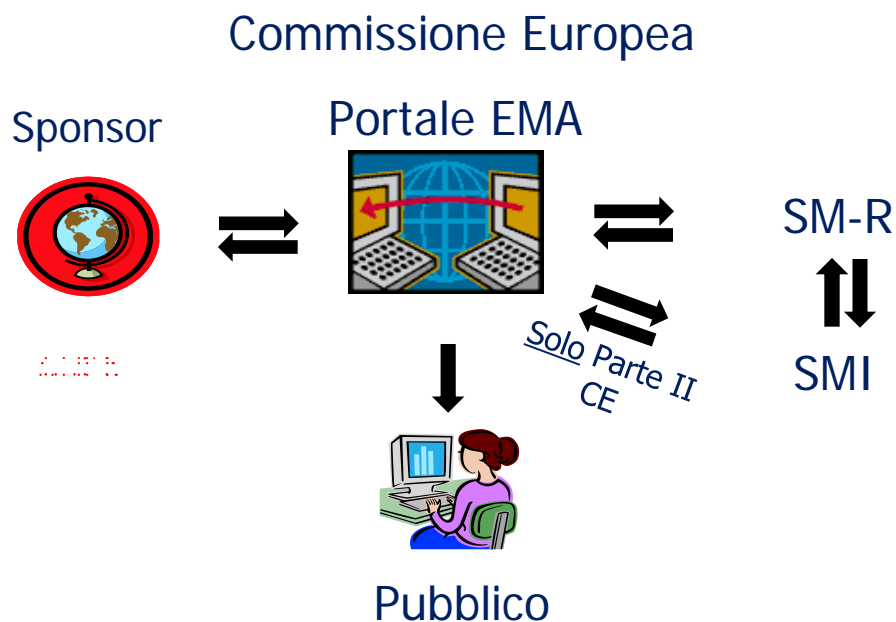 Commissione Europea
Sponsor
Portale EMA
SM-R
Solo Parte II
CE
SMI
Pubblico